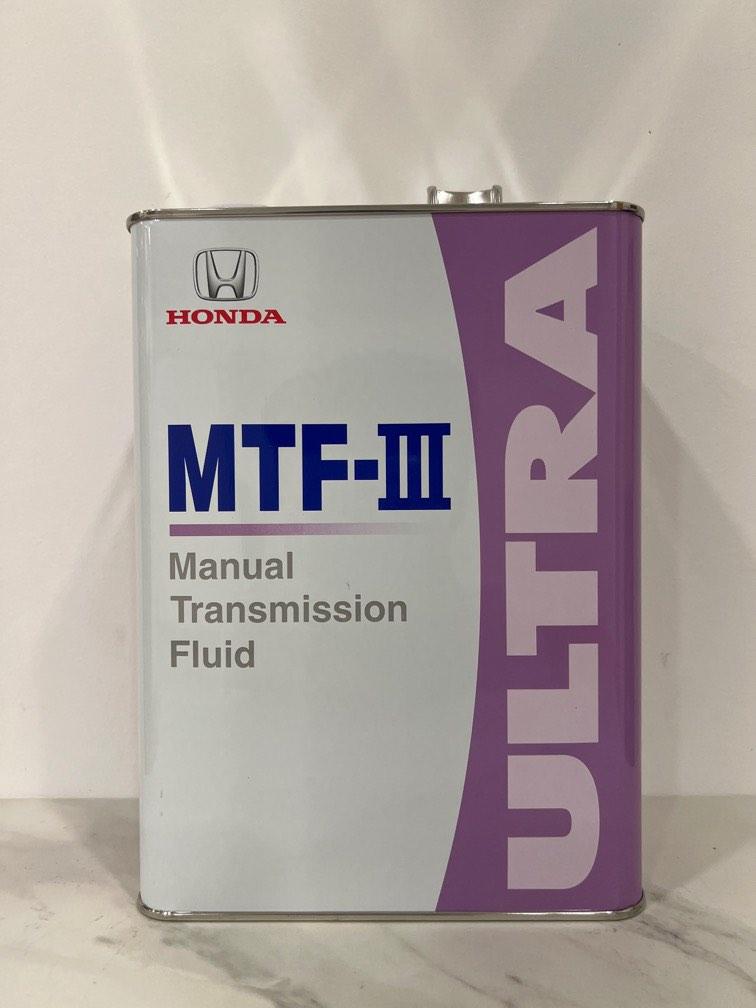 HONDA
MTF-III
Manual
Transmission
Fluid
ULTRA